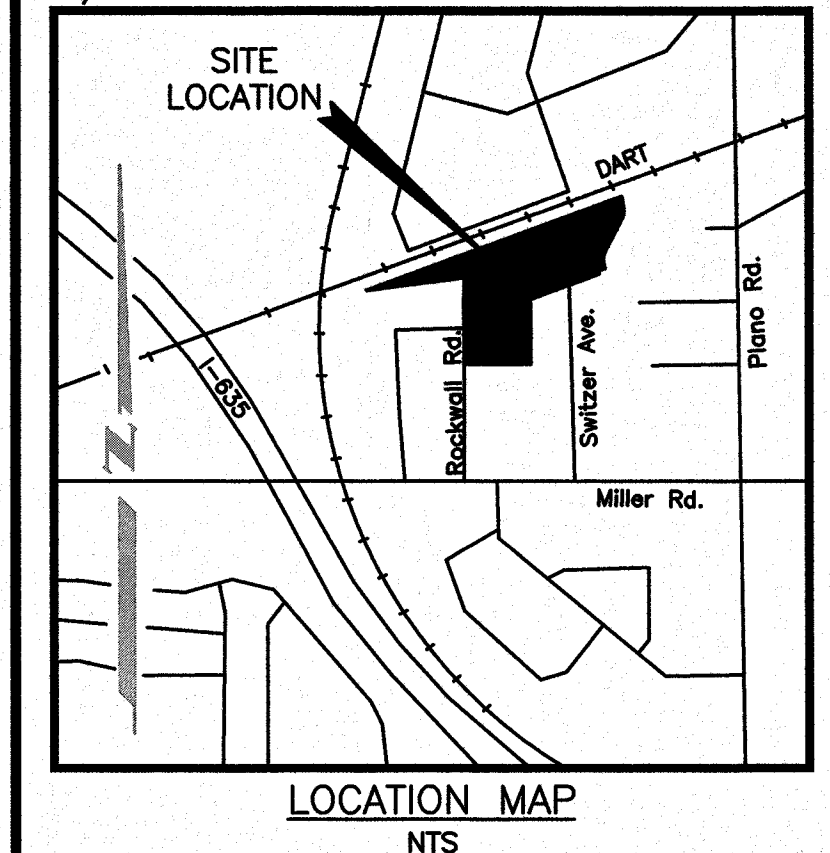 SITE
LOCATION
DART
Plano Rd.
Switzer Ave.
Rockwall Rd.
I-635
N
Miller Rd.
LOCATION MAP
NTS